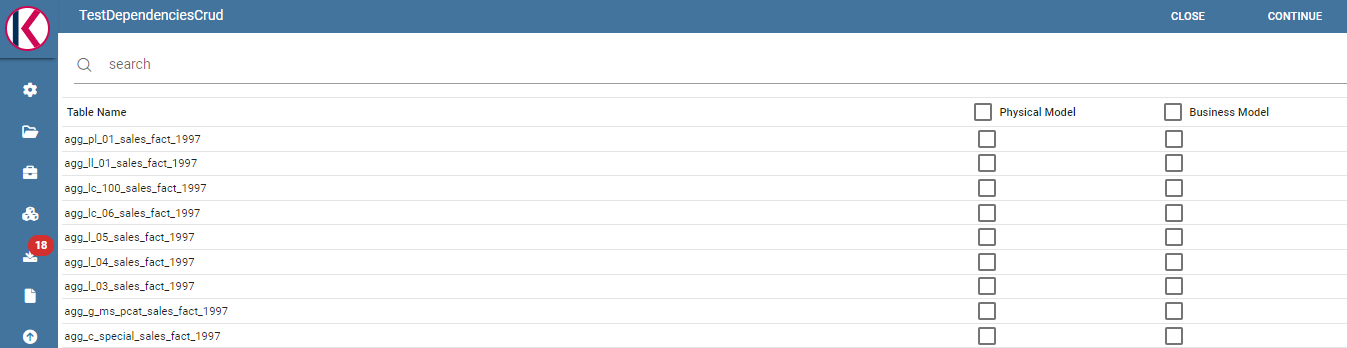 TestDependenciesCrud CLOSE CONTINUE
search
Table Name Physical Model Business Model
agg_pl_01_sales_fact_1997
agg_ll_01_sales_fact_1997
agg_lc_100_sales_fact_1997
agg_lc_06_sales_fact_1997
agg_l_05_sales_fact_1997
18
agg_l_04_sales_fact_1997
agg_l_03_sales_fact_1997
agg_g_ms_pcat_sales_fact_1997
agg_c_special_sales_fact_1997